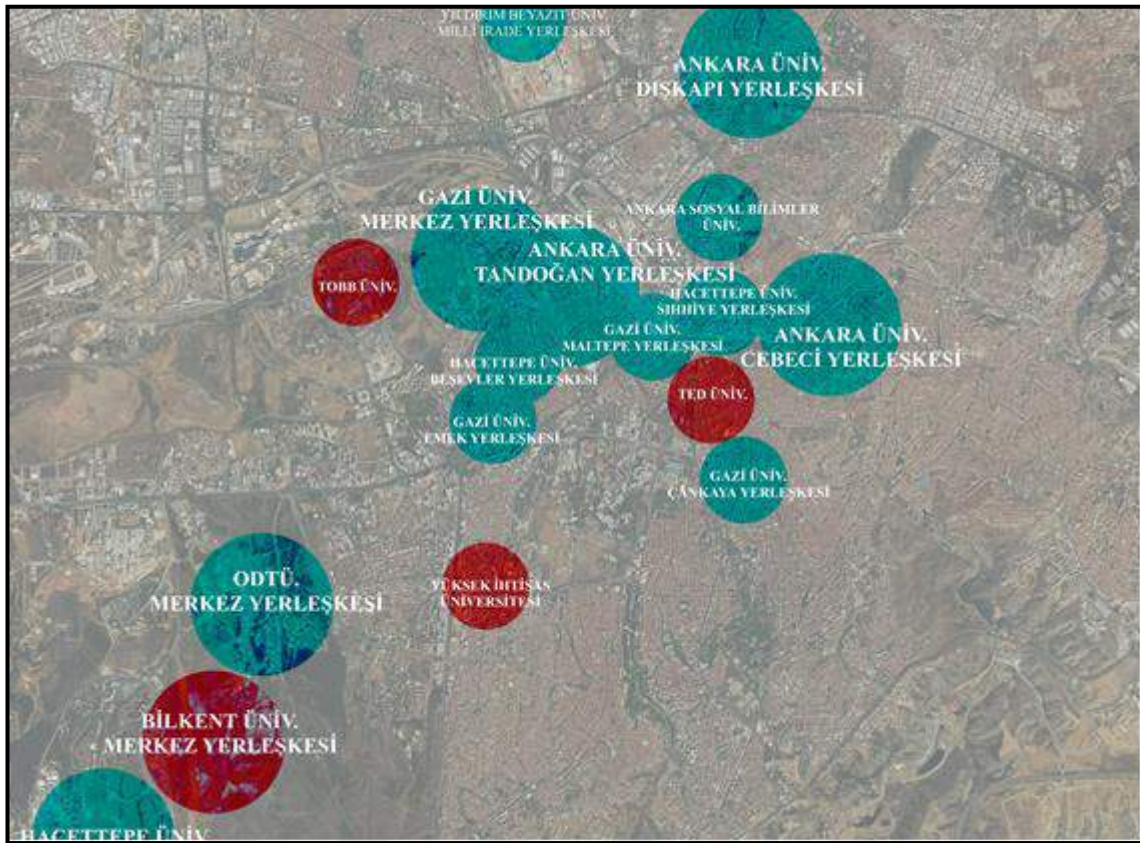 YILDIRIM BEYAZIT ÜNİV.
MİLLİ İRADE YERLEŞKESİ
ANKARA ÜNİV.
DIŞKAPI YERLEŞKESİ
GAZİ ÜNİV.
MERKEZ YERLEŞKESİ
ANKARA SOSYAL BİLİMLER
ÜNİV.
ANKARA ÜNİV.
TANDOĞAN YERLEŞKESİ
TOBB ÜNİV.
HACETTEPE ÜNİV.
SIHHİYE YERLEŞKESİ
GAZİ ÜNİV.
MALTEPE YERLEŞKESİ
ANKARA ÜNİV.
CEBECİ YERLEŞKESİ
HACETTEPE ÜNİV.
BEŞEVLER YERLEŞKESİ
TED ÜNİV.
GAZİ ÜNİV.
EMEK YERLEŞKESİ
GAZİ ÜNİV.
ÇANKAYA YERLEŞKESİ
ODTÜ.
MERKEZ YERLEŞKEŞİ
YÜKSEK İHTİSAS
ÜNİVERSİTESİ
BİLKENT ÜNİV.
MERKEZ YERLEŞKESİ
HACETTEPE ÜNİV.